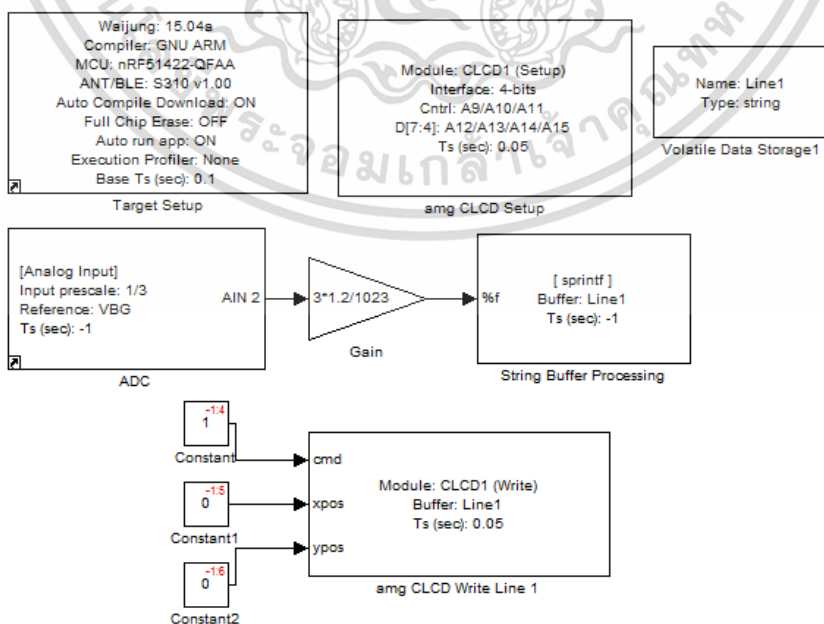 Waijung: 15.04a
Compiler: GNU ARM
MCU: nRF51422-QFAA
ANT/BLE: S310 v1.00
Auto Compile Download: ON
Full Chip Erase: OFF
Auto run app: ON
Execution Profiler: None
Base Ts (sec): 0.1
Target Setup
Module: CLCD1 (Setup)
Interface: 4-bits
Cntrl: A9/A10/A11
D[7:4]: A12/A13/A14/A15
Ts (sec): 0.05
amg CLCD Setup
Name: Line1
Type: string
Volatile Data Storage1
[Analog Input]
Input prescale: 1/3
Reference: VBG
Ts (sec): -1
AIN 2
ADC
3*1.2/1023
Gain
%f
[ sprintf ]
Buffer: Line1
Ts (sec): -1
String Buffer Processing
-1:4
1
Constant
-1:5
0
Constant1
-1:6
0
Constant2
cmd
xpos
ypos
Module: CLCD1 (Write)
Buffer: Line1
Ts (sec): 0.05
amg CLCD Write Line 1